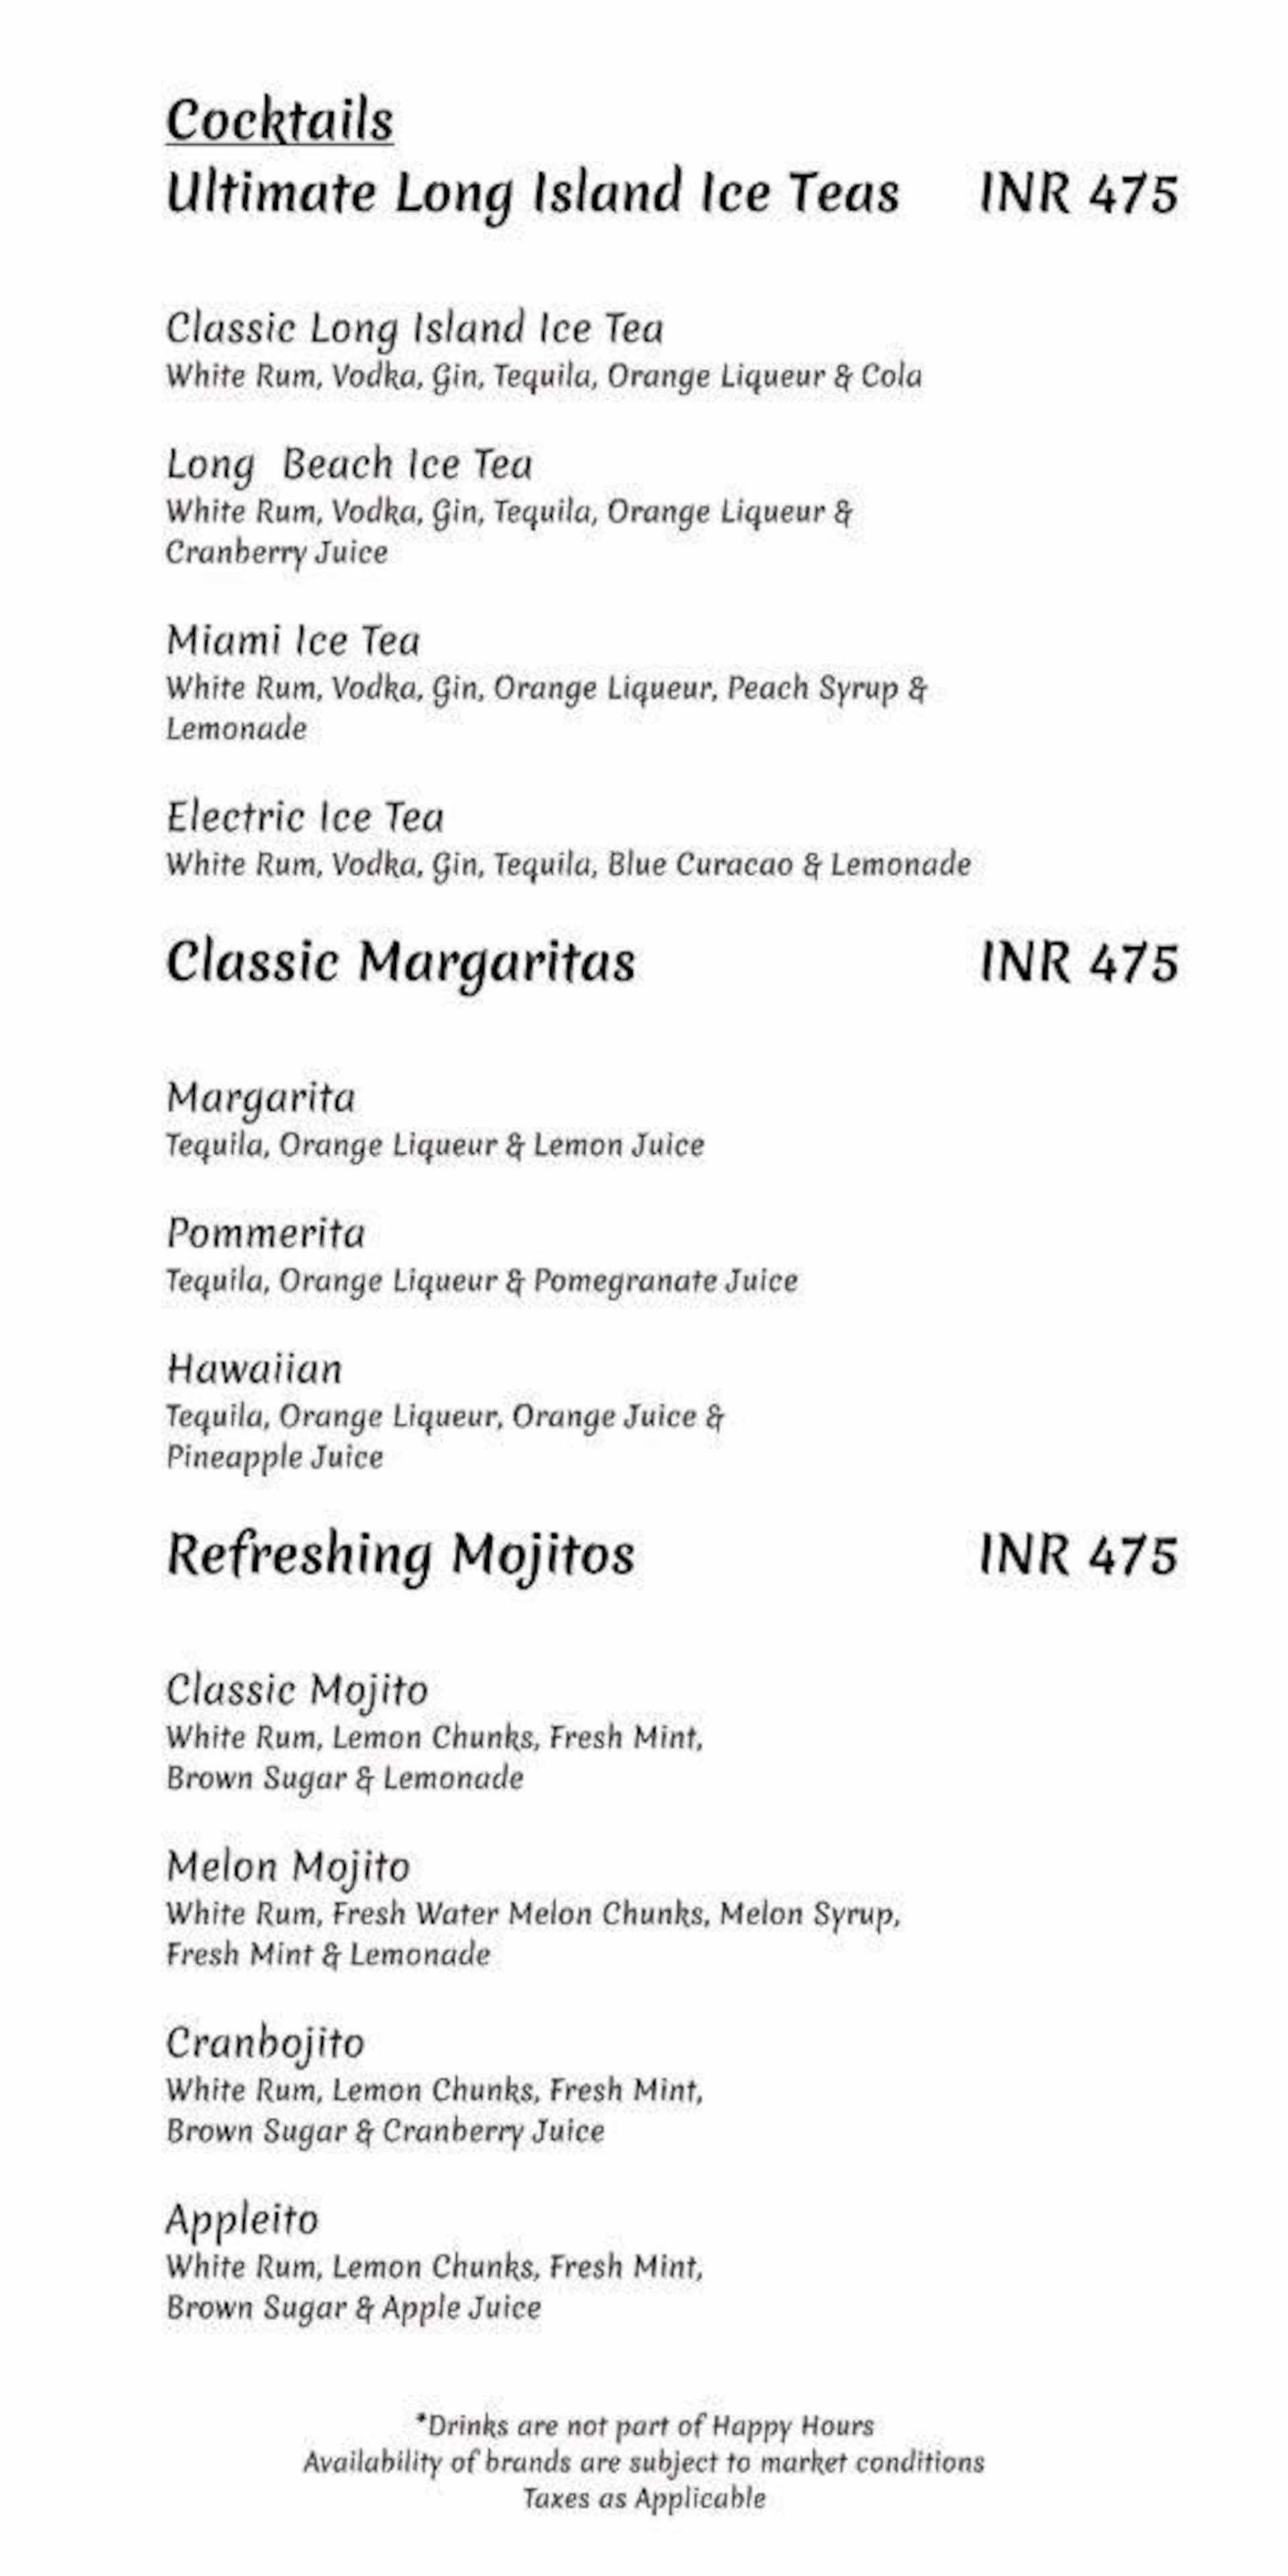 Cocktails
Ultimate Long Island Ice Teas INR 475
Classic Long Island Ice Tea
White Rum, Vodka, Gin, Tequila, Orange Liqueur & Cola
Long Beach Ice Tea
White Rum, Vodka, Gin, Tequila, Orange Liqueur &
Cranberry Juice
Miami Ice Tea
White Rum, Vodka, Gin, Orange Liqueur, Peach Syrup &
Lemonade
Electric Ice Tea
White Rum, Vodka, Gin, Tequila, Blue Curacao & Lemonade
Classic Margaritas INR 475
Margarita
Tequila, Orange Liqueur & Lemon Juice
Pommerita
Tequila, Orange Liqueur & Pomegranate Juice
Hawaiian
Tequila, Orange Liqueur, Orange Juice &
Pineapple Juice
Refreshing Mojitos INR 475
Classic Mojito
White Rum, Lemon Chunks, Fresh Mint,
Brown Sugar & Lemonade
Melon Mojito
White Rum, Fresh Water Melon Chunks, Melon Syrup,
Fresh Mint & Lemonade
Cranbojito
White Rum, Lemon Chunks, Fresh Mint,
Brown Sugar & Cranberry Juice
Appleito
White Rum, Lemon Chunks, Fresh Mint,
Brown Sugar & Apple Juice
*Drinks are not part of Happy Hours
Availability of brands are subject to market conditions
Taxes as Applicable